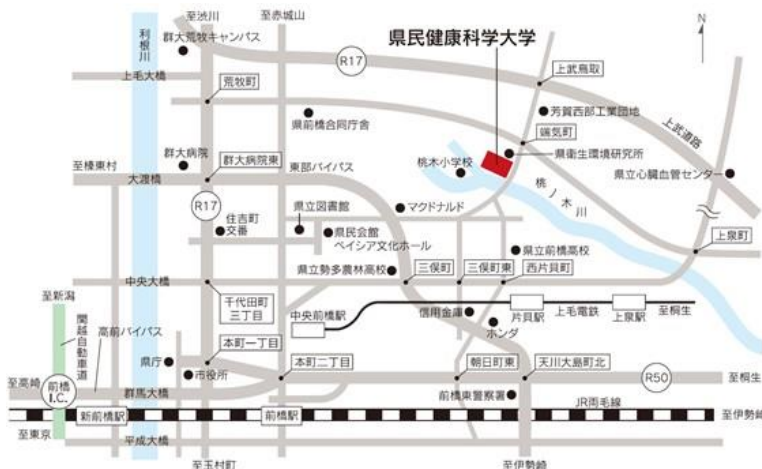 至渋川
至赤城山
利根川
群大荒牧キャンパス
県民健康科学大学
N
R17
上毛大橋
上武鳥取
荒牧町
芳賀西部工業団地
県前橋合同庁舎
端気町
上武道路
群大病院
県衛生環境研究所
至榛東村
群大病院東
東部バイパス
桃木小学校
県立心臓血管センター
大渡橋
桃ノ木川
R17
住吉町
交番
県立図書館
マクドナルド
県民会館
ベイシア文化ホール
県立前橋高校
上泉町
県立勢多農林高校
三俣町
三俣町東
西片貝町
中央大橋
至新潟
千代田町
三丁目
中央前橋駅
信用金庫
片貝駅
上毛電鉄
上泉駅
至桐生
関越自動車道
高前バイパス
ホンダ
本町一丁目
県庁
本町二丁目
朝日町東
天川大島町北
市役所
R50
至桐生
至高崎
前橋
I.C.
群馬大橋
前橋東警察署
JR両毛線
新前橋駅
前橋駅
至伊勢崎
至東京
平成大橋
至玉村町
至伊勢崎